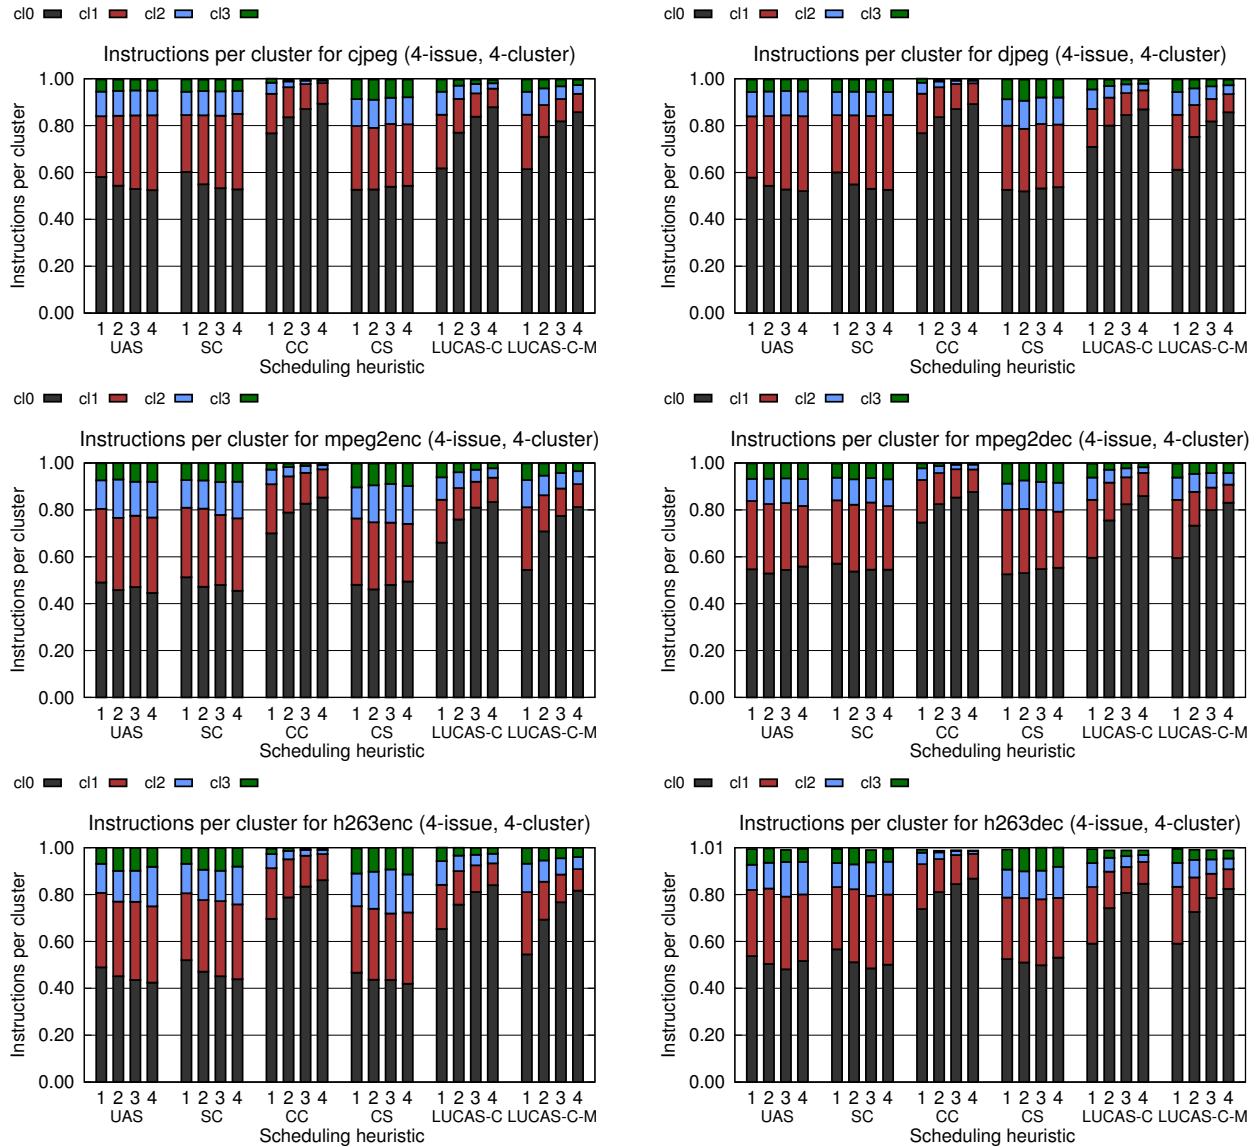 cl0 cl1 cl2 cl3
Instructions per cluster for cjpeg (4-issue, 4-cluster)
Instructions per cluster
1.00
0.80
0.60
0.40
0.20
0.00
1 2 3 4 1 2 3 4 1 2 3 4 1 2 3 4 1 2 3 4 1 2 3 4
UAS SC CC CS LUCAS-C LUCAS-C-M
Scheduling heuristic
cl0 cl1 cl2 cl3
Instructions per cluster for djpeg (4-issue, 4-cluster)
Instructions per cluster
1.00
0.80
0.60
0.40
0.20
0.00
1 2 3 4 1 2 3 4 1 2 3 4 1 2 3 4 1 2 3 4 1 2 3 4
UAS SC CC CS LUCAS-C LUCAS-C-M
Scheduling heuristic
cl0 cl1 cl2 cl3
Instructions per cluster for mpeg2enc (4-issue, 4-cluster)
Instructions per cluster
1.00
0.80
0.60
0.40
0.20
0.00
1 2 3 4 1 2 3 4 1 2 3 4 1 2 3 4 1 2 3 4 1 2 3 4
UAS SC CC CS LUCAS-C LUCAS-C-M
Scheduling heuristic
cl0 cl1 cl2 cl3
Instructions per cluster for mpeg2dec (4-issue, 4-cluster)
Instructions per cluster
1.00
0.80
0.60
0.40
0.20
0.00
1 2 3 4 1 2 3 4 1 2 3 4 1 2 3 4 1 2 3 4 1 2 3 4
UAS SC CC CS LUCAS-C LUCAS-C-M
Scheduling heuristic
cl0 cl1 cl2 cl3
Instructions per cluster for h263enc (4-issue, 4-cluster)
Instructions per cluster
1.00
0.80
0.60
0.40
0.20
0.00
1 2 3 4 1 2 3 4 1 2 3 4 1 2 3 4 1 2 3 4 1 2 3 4
UAS SC CC CS LUCAS-C LUCAS-C-M
Scheduling heuristic
cl0 cl1 cl2 cl3
Instructions per cluster for h263dec (4-issue, 4-cluster)
Instructions per cluster
1.01
0.80
0.60
0.40
0.20
0.00
1 2 3 4 1 2 3 4 1 2 3 4 1 2 3 4 1 2 3 4 1 2 3 4
UAS SC CC CS LUCAS-C LUCAS-C-M
Scheduling heuristic